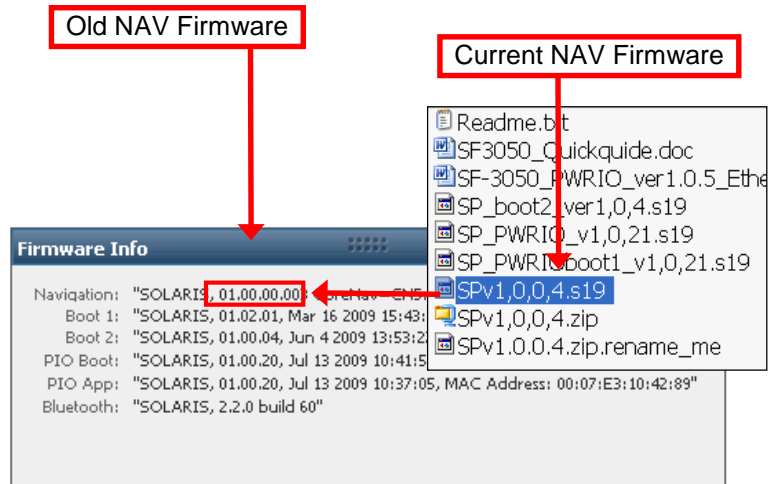 Old NAV Firmware
Current NAV Firmware
Readme.txt
SF3050_Quickquide.doc
SF-3050_PWRIO_ver1.0.5_Ethe
SP_boot2_ver1,0,4.s19
SP_PWRIO_v1,0,21.s19
SP_PWRIOboot1_v1,0,21.s19
SPv1,0,0,4.s19
SPv1,0,0,4.zip
SPv1.0.0.4.zip.rename_me
Firmware Info
Navigation: "SOLARIS, 01.00.00.003
Boot 1: "SOLARIS, 01.02.01, Mar 16 2009 15:43:
Boot 2: "SOLARIS, 01.00.04, Jun 4 2009 13:53:2
PIO Boot: "SOLARIS, 01.00.20, Jul 13 2009 10:41:5
PIO App: "SOLARIS, 01.00.20, Jul 13 2009 10:37:05, MAC Address: 00:07:E3:10:42:89"
Bluetooth: "SOLARIS, 2.2.0 build 60"